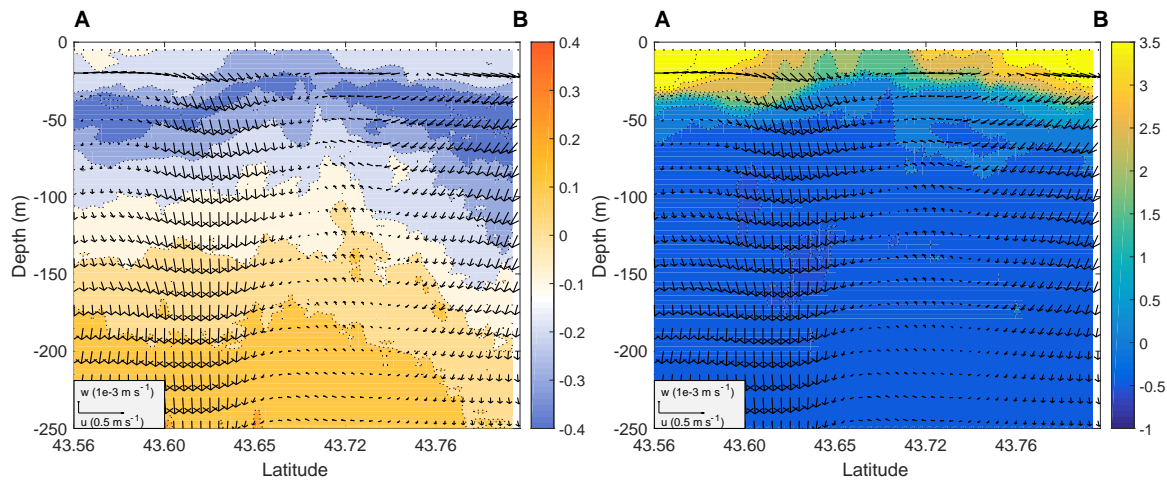 A B
0
-50
-100
-150
-200
-250
Depth (m)
43.56 43.60 43.65 43.72 43.76
Latitude
w (1e-3 m s⁻¹)
u (0.5 m s⁻¹)
0.4
0.3
0.2
0.1
0
-0.1
-0.2
-0.3
-0.4
A B
0
-50
-100
-150
-200
-250
Depth (m)
43.56 43.60 43.65 43.72 43.76
Latitude
w (1e-3 m s⁻¹)
u (0.5 m s⁻¹)
3.5
3
2.5
2
1.5
1
0.5
0
-0.5
-1